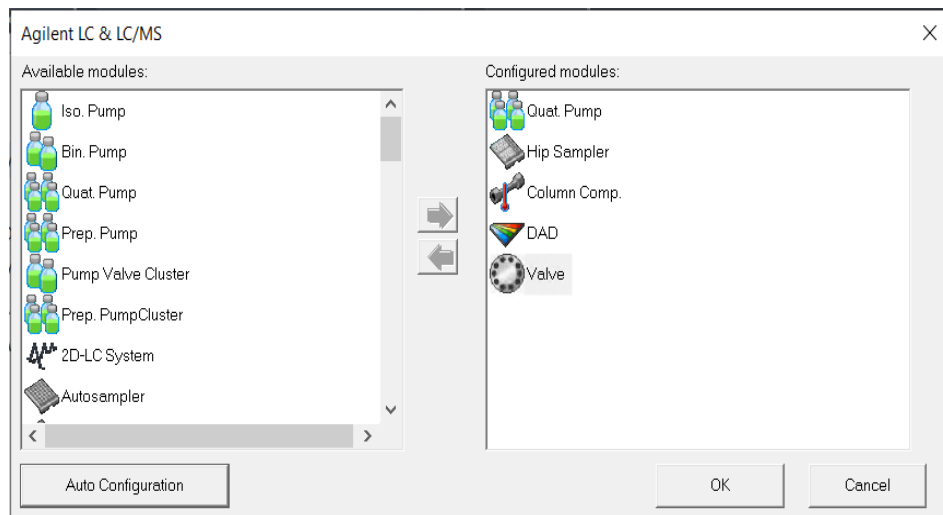 Agilent LC & LC/MS
Available modules:
Iso. Pump
Bin. Pump
Quat. Pump
Prep. Pump
Pump Valve Cluster
Prep. PumpCluster
2D-LC System
Autosampler
Configured modules:
Quat. Pump
Hip Sampler
Column Comp.
DAD
Valve
Auto Configuration
OK
Cancel